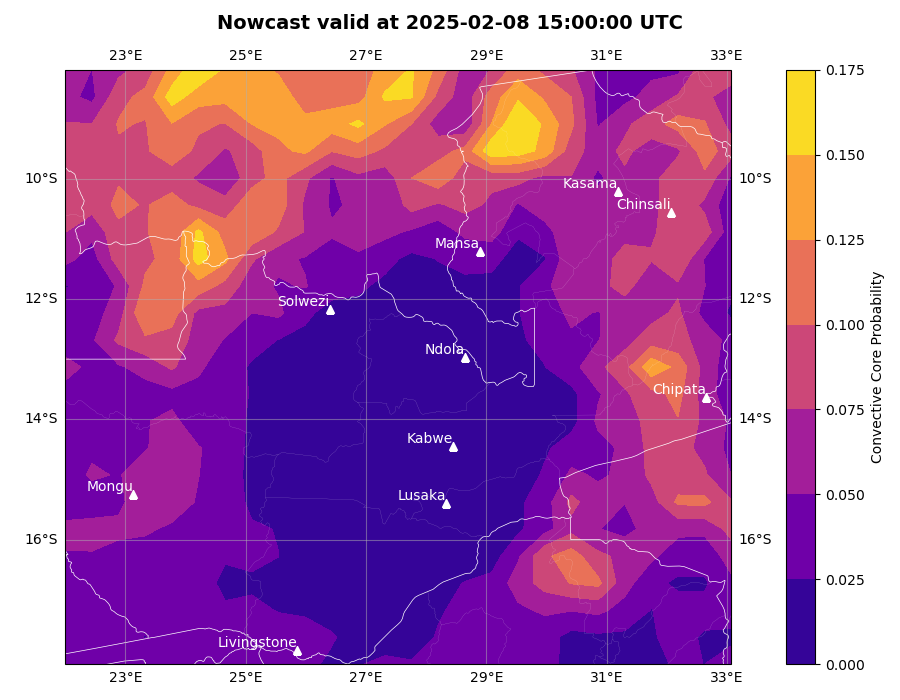 Nowcast valid at 2025-02-08 15:00:00 UTC
23°E 25°E 27°E 29°E 31°E 33°E
0.175
0.150
10°S 10°S
Kasama
Chinsali
0.125
Mansa
12°S 12°S
Solwezi
0.100
Ndola
Convective Core Probability
Chipata
0.075
14°S 14°S
Kabwe
Mongu
Lusaka
0.050
16°S 16°S
0.025
Livingstone
0.000
23°E 25°E 27°E 29°E 31°E 33°E